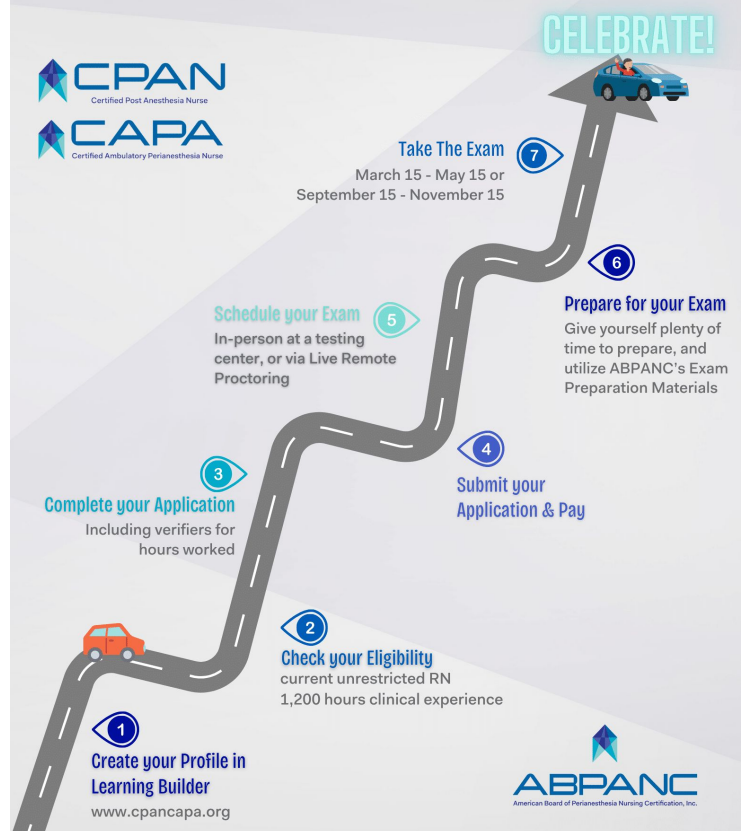 CELEBRATE!
CPAN
Certified Post Anesthesia Nurse
CAPA
Certified Ambulatory Perianesthesia Nurse
7
Take The Exam
March 15 - May 15 or
September 15 - November 15
6
Prepare for your Exam
Give yourself plenty of
time to prepare, and
utilize ABPANC's Exam
Preparation Materials
5
Schedule your Exam
In-person at a testing
center, or via Live Remote
Proctoring
4
Submit your
Application & Pay
3
Complete your Application
Including verifiers for
hours worked
2
Check your Eligibility
current unrestricted RN
1,200 hours clinical experience
1
Create your Profile in
Learning Builder
www.cpancapa.org
ABPANC
American Board of Perianesthesia Nursing Certification, Inc.